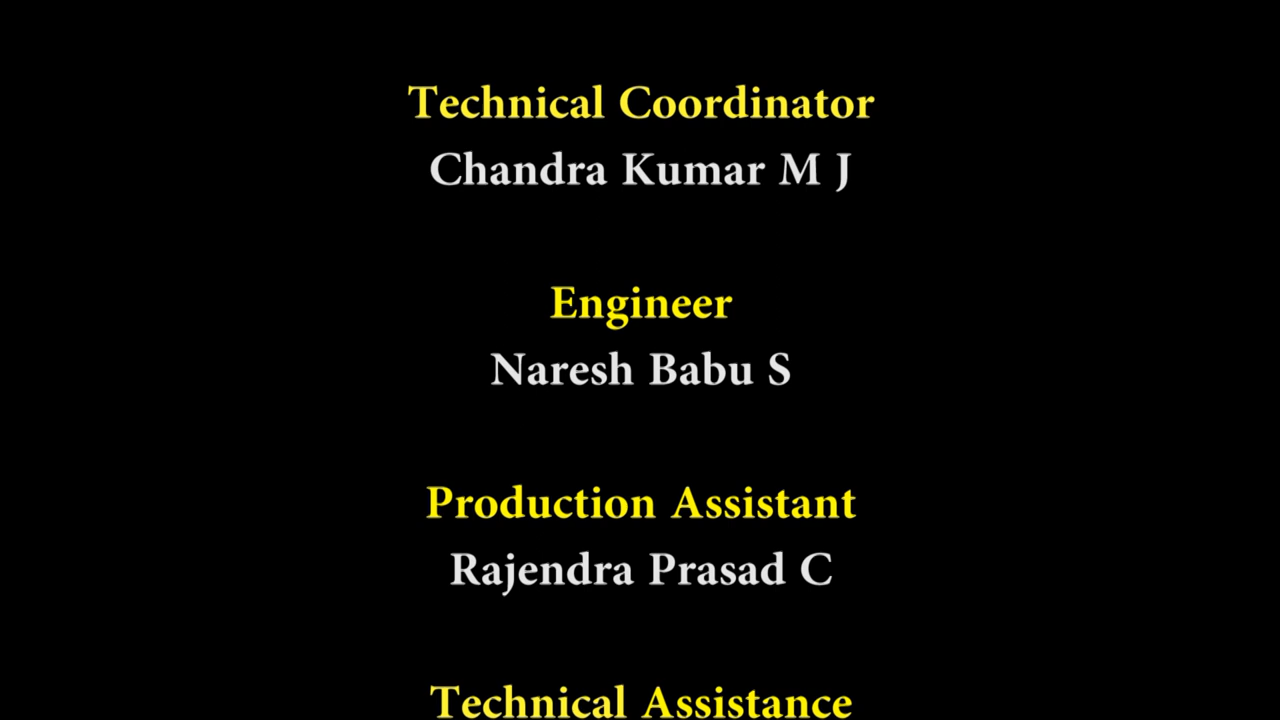 Technical Coordinator
Chandra Kumar M J
Engineer
Naresh Babu S
Production Assistant
Rajendra Prasad C
Technical Assistance